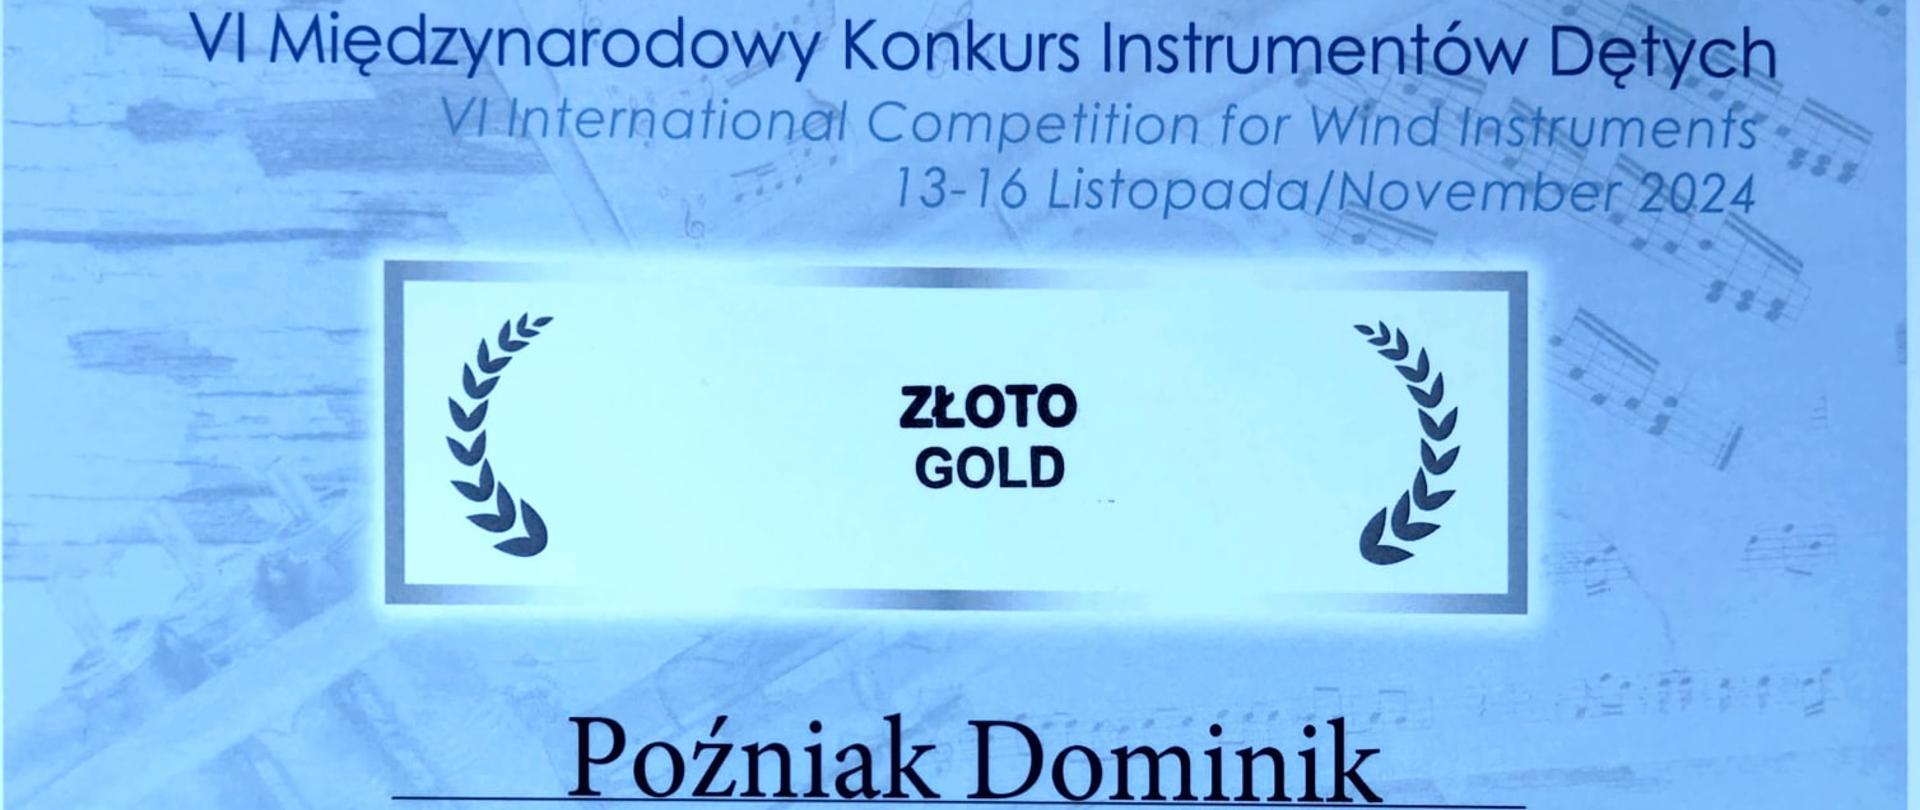 VI Międzynarodowy Konkurs Instrumentów Dętych
VI International Competition for Wind Instruments
13-16 Listopada/November 2024
ZŁOTO
GOLD
Poźniak Dominik